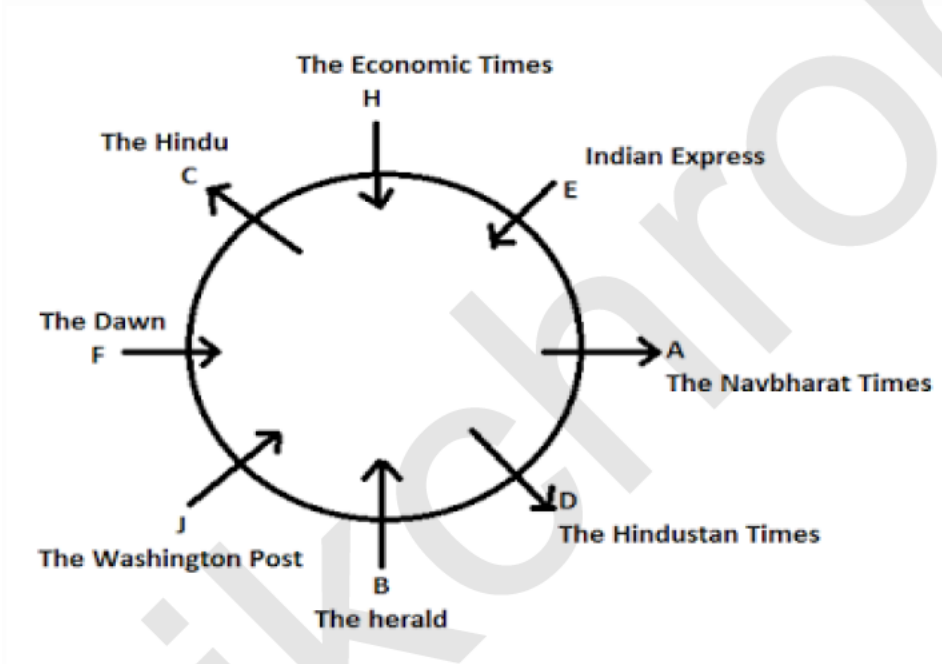 The Economic Times
H
The Hindu
C
Indian Express
E
The Dawn
F
A
The Navbharat Times
D
The Hindustan Times
J
The Washington Post
B
The herald